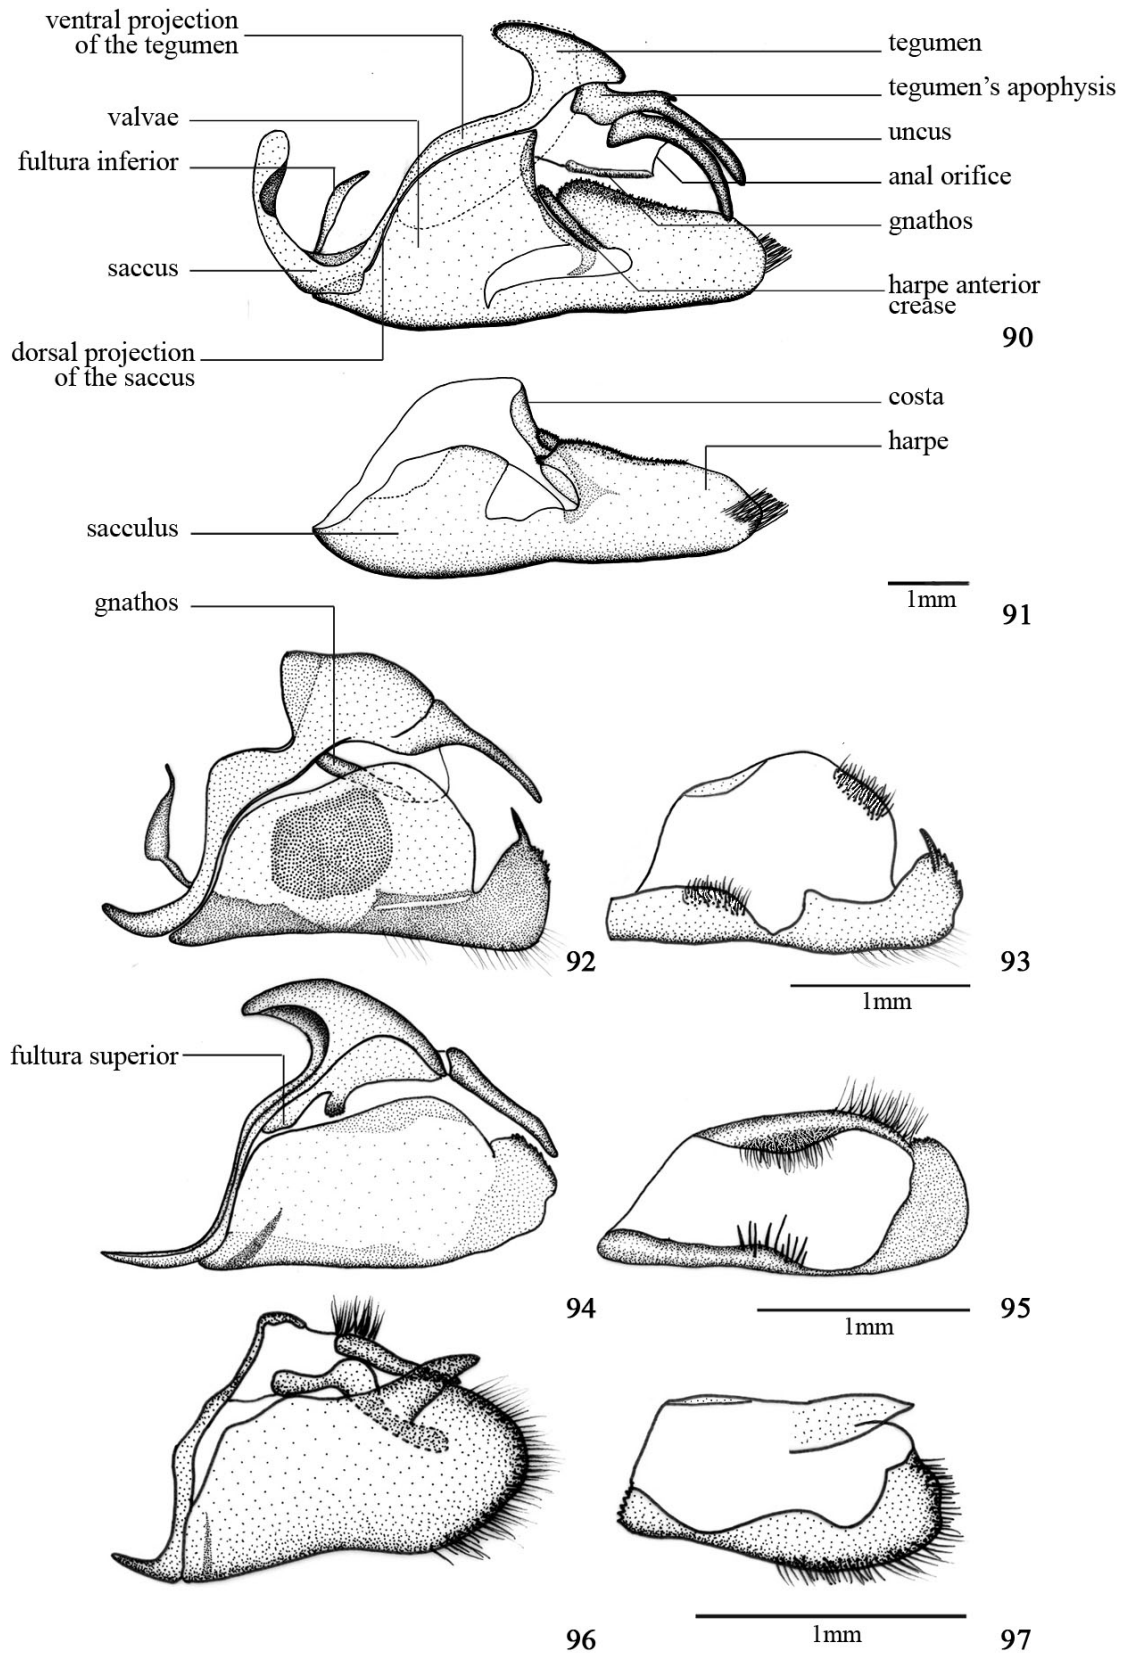 ventral projection
of the tegumen
valvae
fultura inferior
saccus
dorsal projection
of the saccus
tegumen
tegumen's apophysis
uncus
anal orifice
gnathos
harpe anterior
crease
90
costa
harpe
sacculus
1mm
91
gnathos
92
93
1mm
fultura superior
94
95
1mm
96
97
1mm